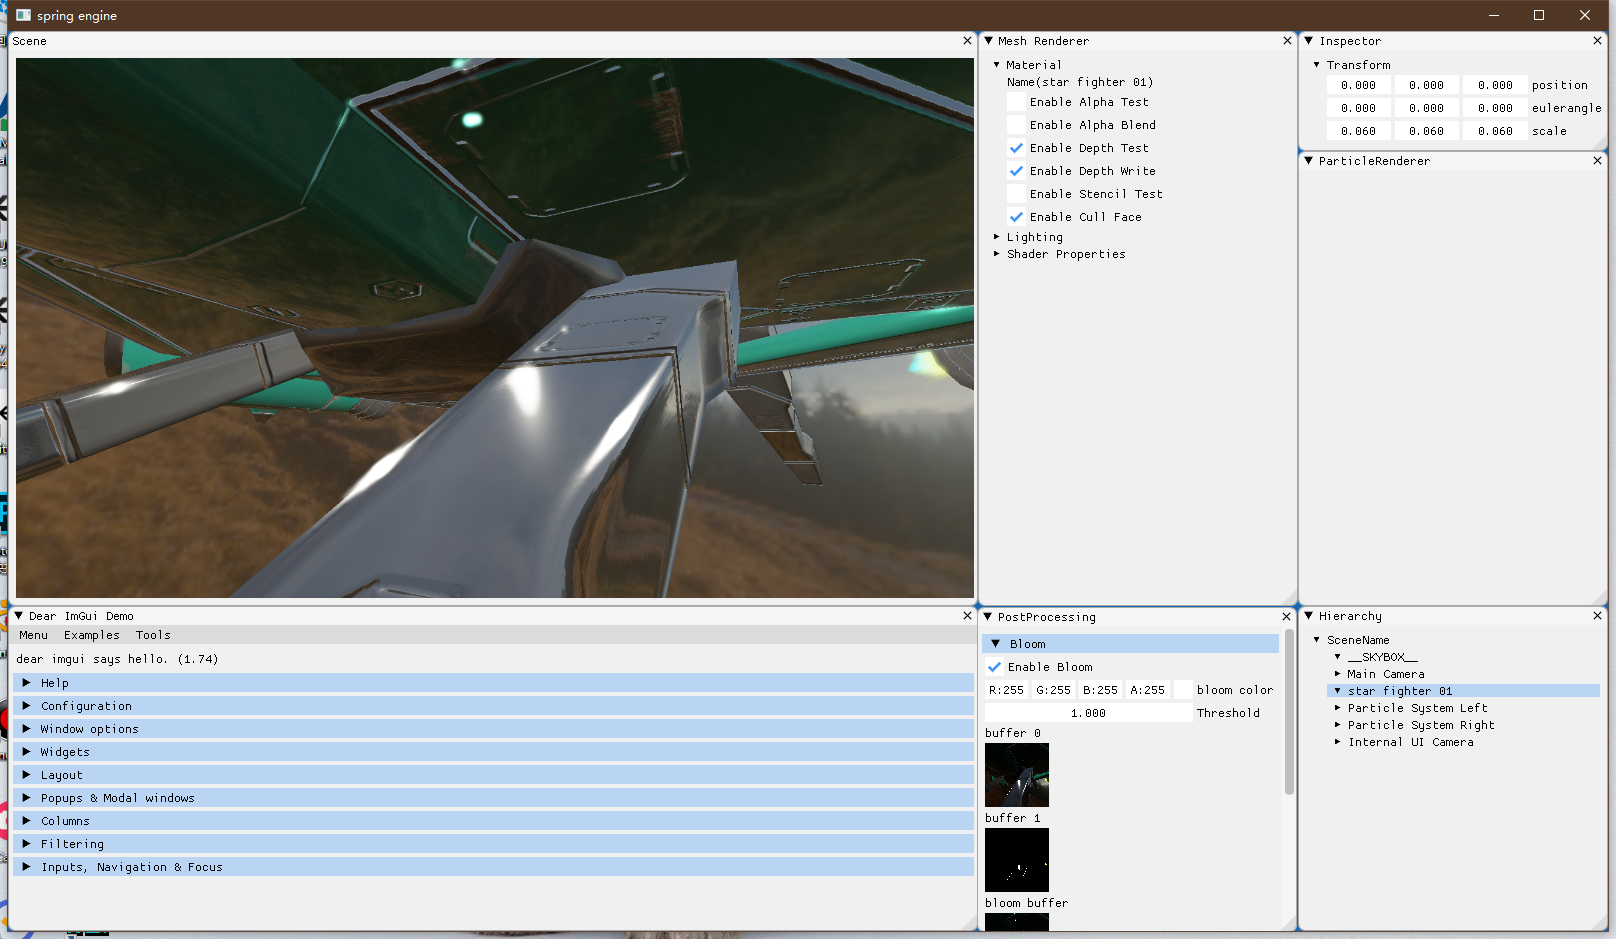 spring engine
Scene
Mesh Renderer
Material
Name(star fighter 01)
Enable Alpha Test
Enable Alpha Blend
Enable Depth Test
Enable Depth Write
Enable Stencil Test
Enable Cull Face
Lighting
Shader Properties
Inspector
Transform
0.000 0.000 0.000 position
0.000 0.000 0.000 eulerangle
0.060 0.060 0.060 scale
ParticleRenderer
Dear ImGui Demo
Menu Examples Tools
dear imgui says hello. (1.74)
Help
Configuration
Window options
Widgets
Layout
Popups & Modal windows
Columns
Filtering
Inputs, Navigation & Focus
PostProcessing
Bloom
Enable Bloom
R:255 G:255 B:255 A:255 bloom color
1.000 Threshold
buffer 0
buffer 1
bloom buffer
Hierarchy
SceneName
__SKYBOX__
Main Camera
star fighter 01
Particle System Left
Particle System Right
Internal UI Camera